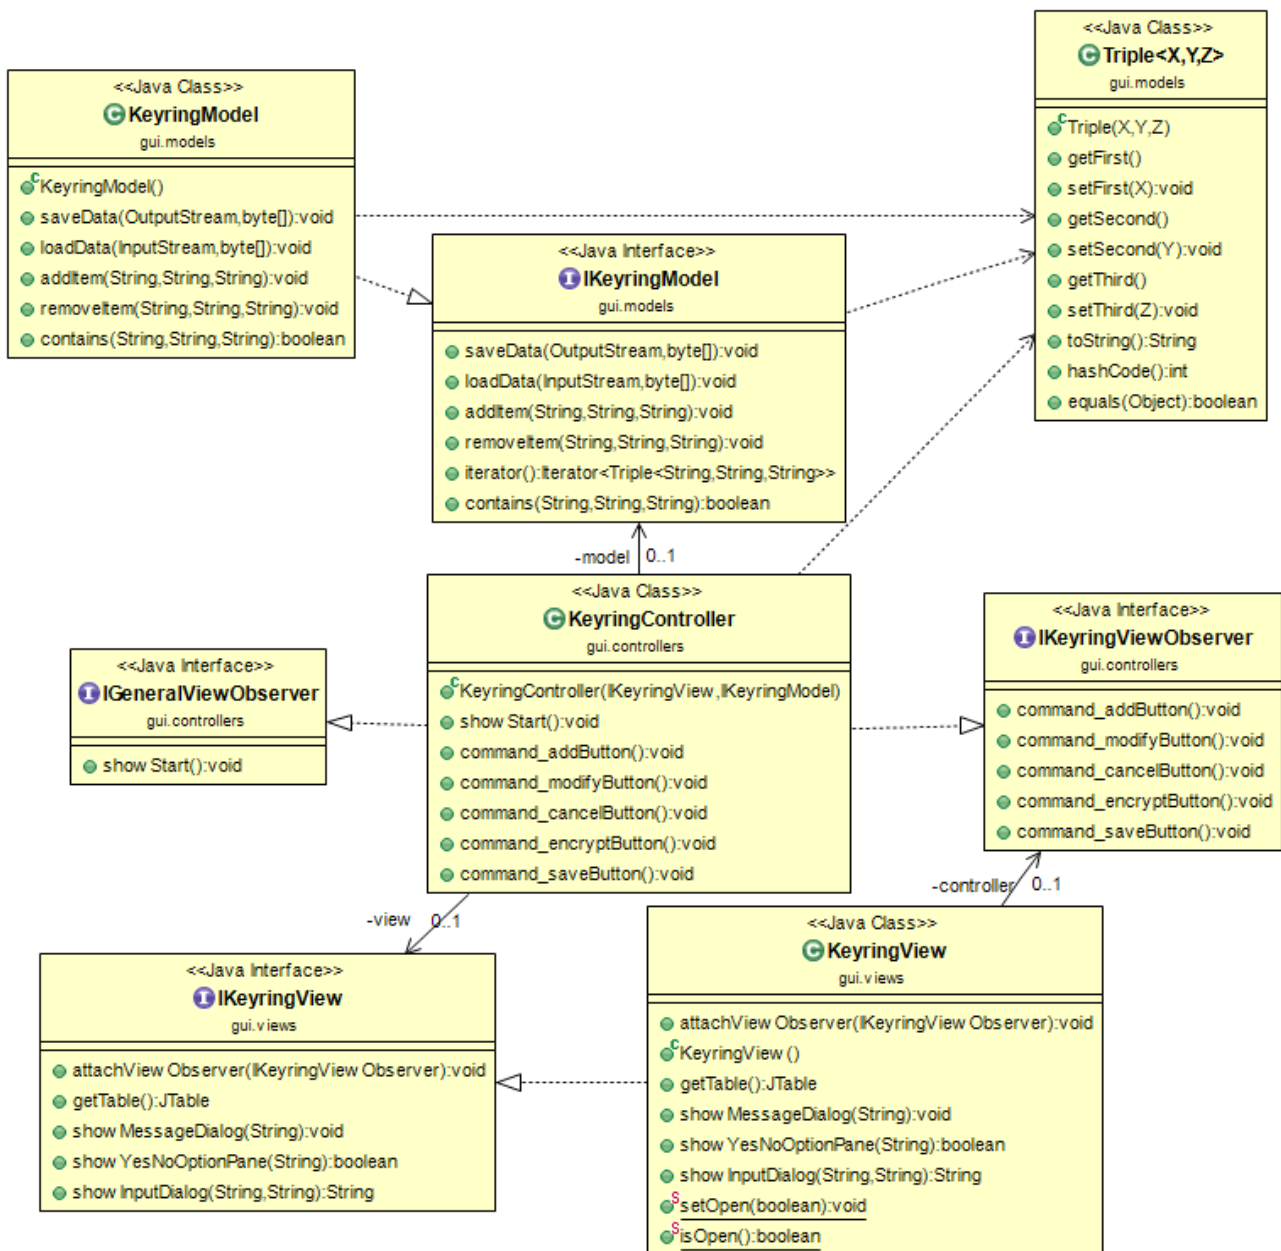 <<Java Class>>
KeyringModel
gui.models
KeyringModel()
saveData(OutputStream,byte[]):void
loadData(InputStream,byte[]):void
addItem(String,String,String):void
removeItem(String,String,String):void
contains(String,String,String):boolean
<<Java Class>>
Triple<X,Y,Z>
gui.models
Triple(X,Y,Z)
getFirst()
setFirst(X):void
getSecond()
setSecond(Y):void
getThird()
setThird(Z):void
toString():String
hashCode():int
equals(Object):boolean
<<Java Interface>>
IKeyringModel
gui.models
saveData(OutputStream,byte[]):void
loadData(InputStream,byte[]):void
addItem(String,String,String):void
removeItem(String,String,String):void
iterator():Iterator<Triple<String,String,String>>
contains(String,String,String):boolean
-model 0..1
<<Java Class>>
KeyringController
gui.controllers
KeyringController(IKeyringView,IKeyringModel)
showStart():void
command_addButton():void
command_modifyButton():void
command_cancelButton():void
command_encryptButton():void
command_saveButton():void
<<Java Interface>>
IGeneralViewObserver
gui.controllers
showStart():void
<<Java Interface>>
IKeyringViewObserver
gui.controllers
command_addButton():void
command_modifyButton():void
command_cancelButton():void
command_encryptButton():void
command_saveButton():void
-view 0..1
-controller 0..1
<<Java Interface>>
IKeyringView
gui.views
attachViewObserver(IKeyringViewObserver):void
getTable():JTable
showMessageDialog(String):void
showYesNoOptionPane(String):boolean
showInputDialog(String,String):String
<<Java Class>>
KeyringView
gui.views
attachViewObserver(IKeyringViewObserver):void
KeyringView()
getTable():JTable
showMessageDialog(String):void
showYesNoOptionPane(String):boolean
showInputDialog(String,String):String
setOpen(boolean):void
isOpen():boolean